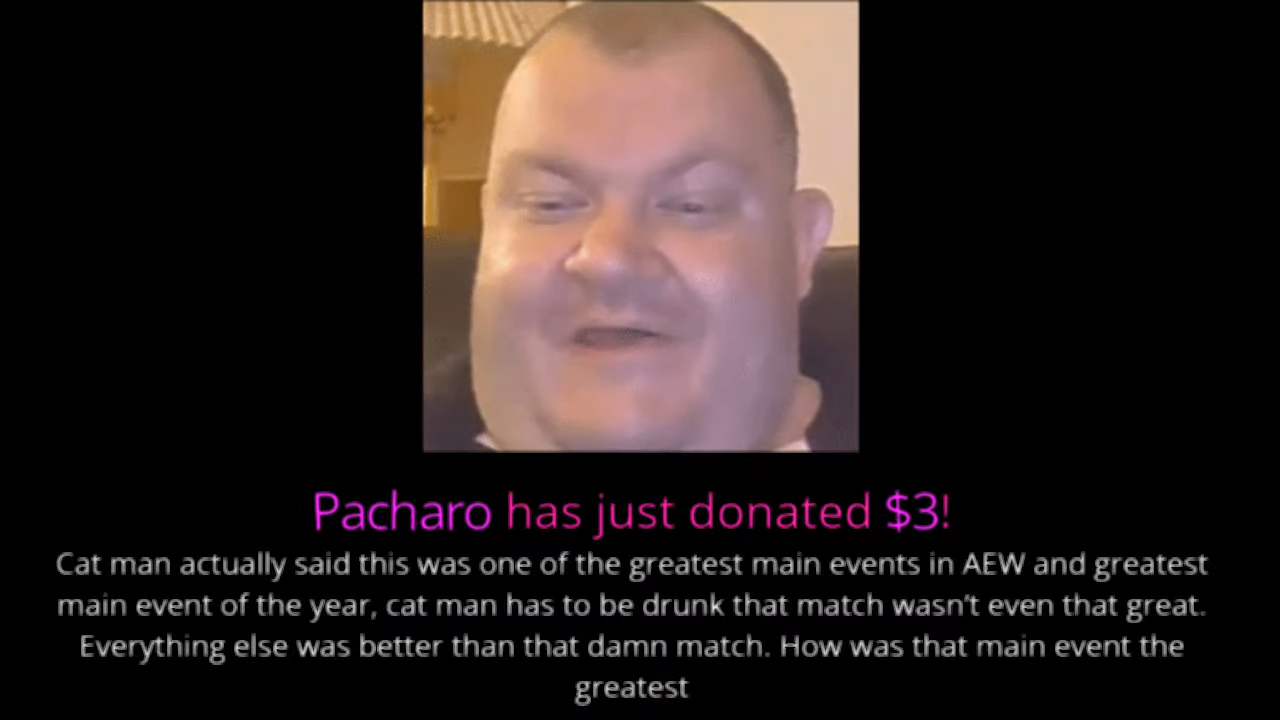 Pacharo has just donated $3!
Cat man actually said this was one of the greatest main events in AEW and greatest
main event of the year, cat man has to be drunk that match wasn't even that great.
Everything else was better than that damn match. How was that main event the
greatest